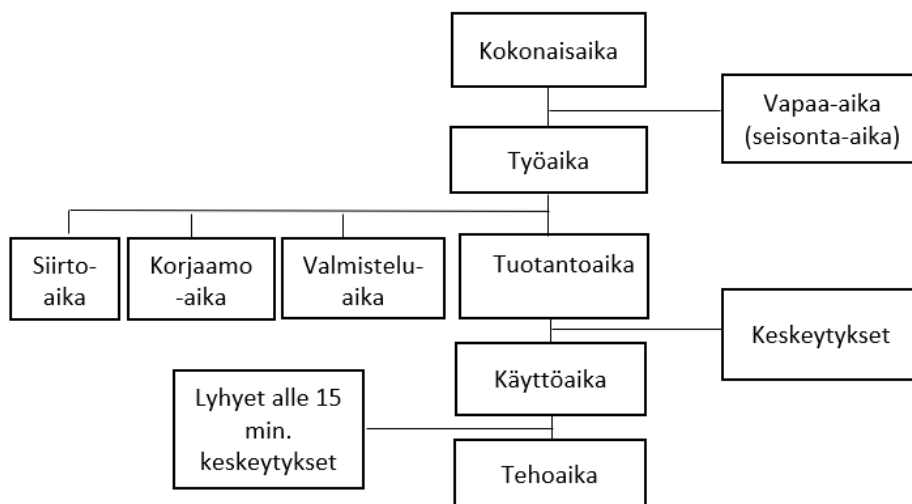 Kokonaisaika
Vapaa-aika
(seisonta-aika)
Työaika
Siirto-
aika
Korjaamo
-aika
Valmistelu-
aika
Tuotantoaika
Keskeytykset
Käyttöaika
Lyhyet alle 15
min.
keskeytykset
Tehoaika